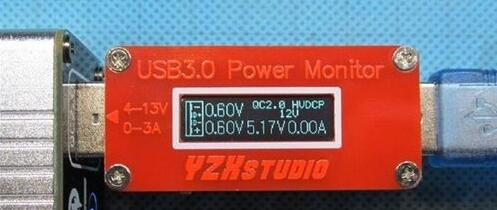 USB3.0 Power Monitor
4-13V
0-3A
D+ 0.60V QC2.0 HVDCP
12V
D- 0.60V 5.17V 0.00A
YZXSTUDIO